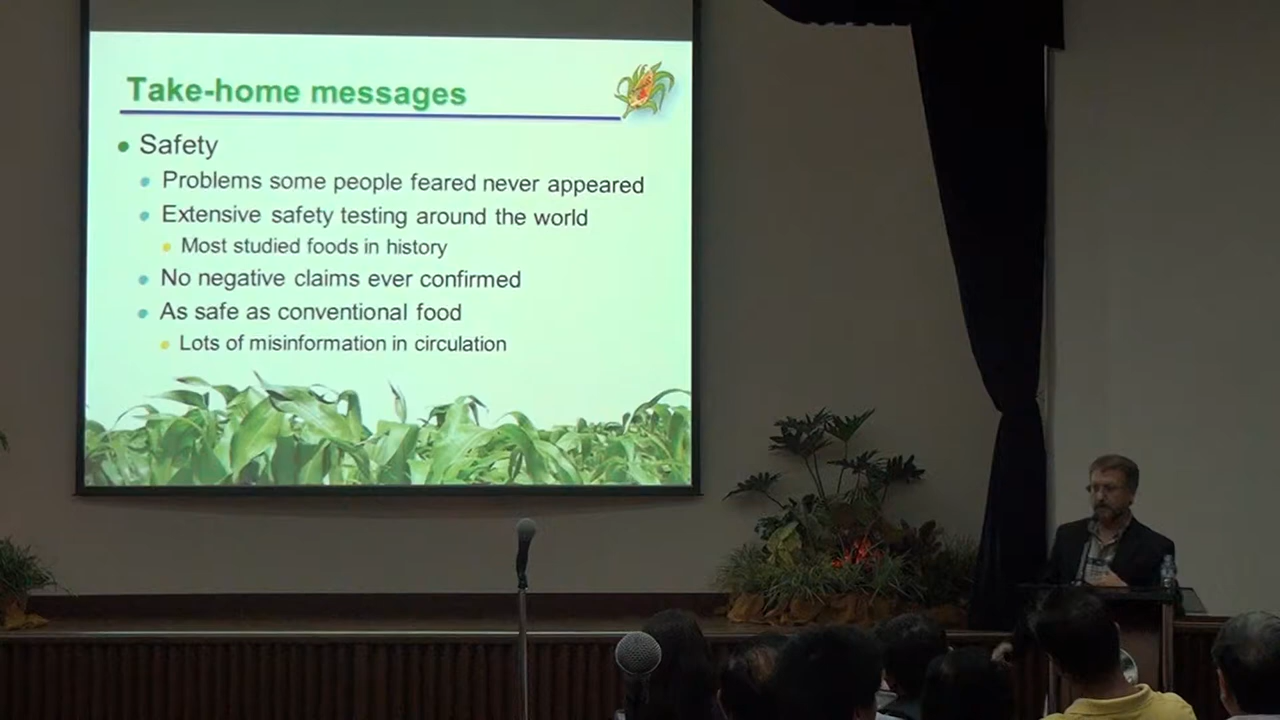 Take-home messages
Safety
Problems some people feared never appeared
Extensive safety testing around the world
Most studied foods in history
No negative claims ever confirmed
As safe as conventional food
Lots of misinformation in circulation